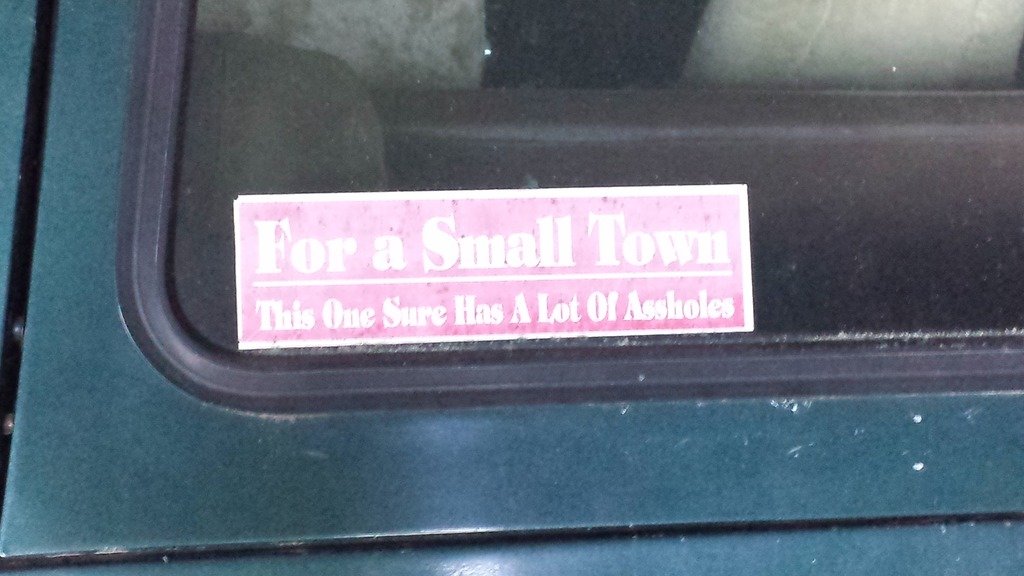 For a Small Town
This One Sure Has A Lot Of Assholes